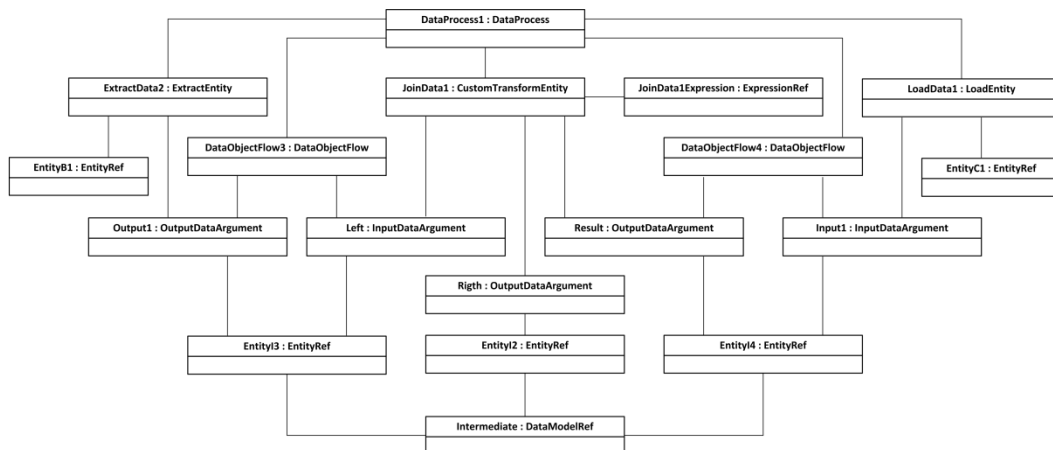 DataProcess1 : DataProcess
ExtractData2 : ExtractEntity
JoinData1 : CustomTransformEntity
JoinData1Expression : ExpressionRef
LoadData1 : LoadEntity
DataObjectFlow3 : DataObjectFlow
DataObjectFlow4 : DataObjectFlow
EntityB1 : EntityRef
EntityC1 : EntityRef
Output1 : OutputDataArgument
Left : InputDataArgument
Result : OutputDataArgument
Input1 : InputDataArgument
Rigth : OutputDataArgument
EntityI3 : EntityRef
EntityI2 : EntityRef
EntityI4 : EntityRef
Intermediate : DataModelRef